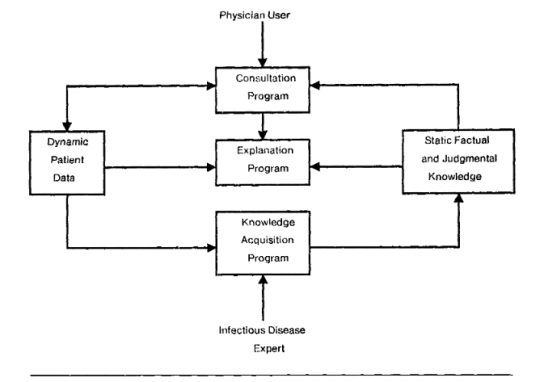 Physician User
Consultation
Program
Dynamic
Patient
Data
Explanation
Program
Static Factual
and Judgmental
Knowledge
Knowledge
Acquisition
Program
Infectious Disease
Expert